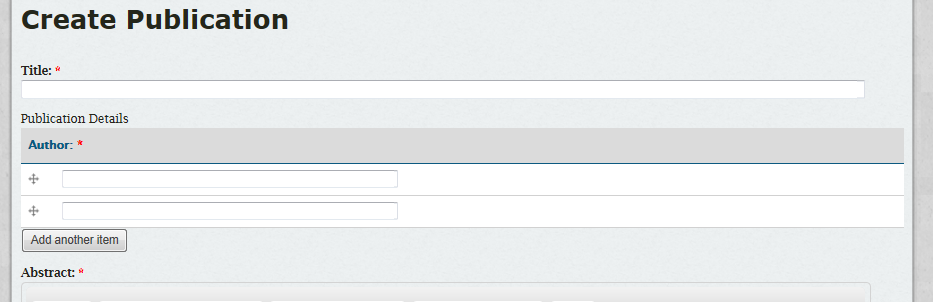 Create Publication
Title: *
Publication Details
Author: *
Add another item
Abstract: *